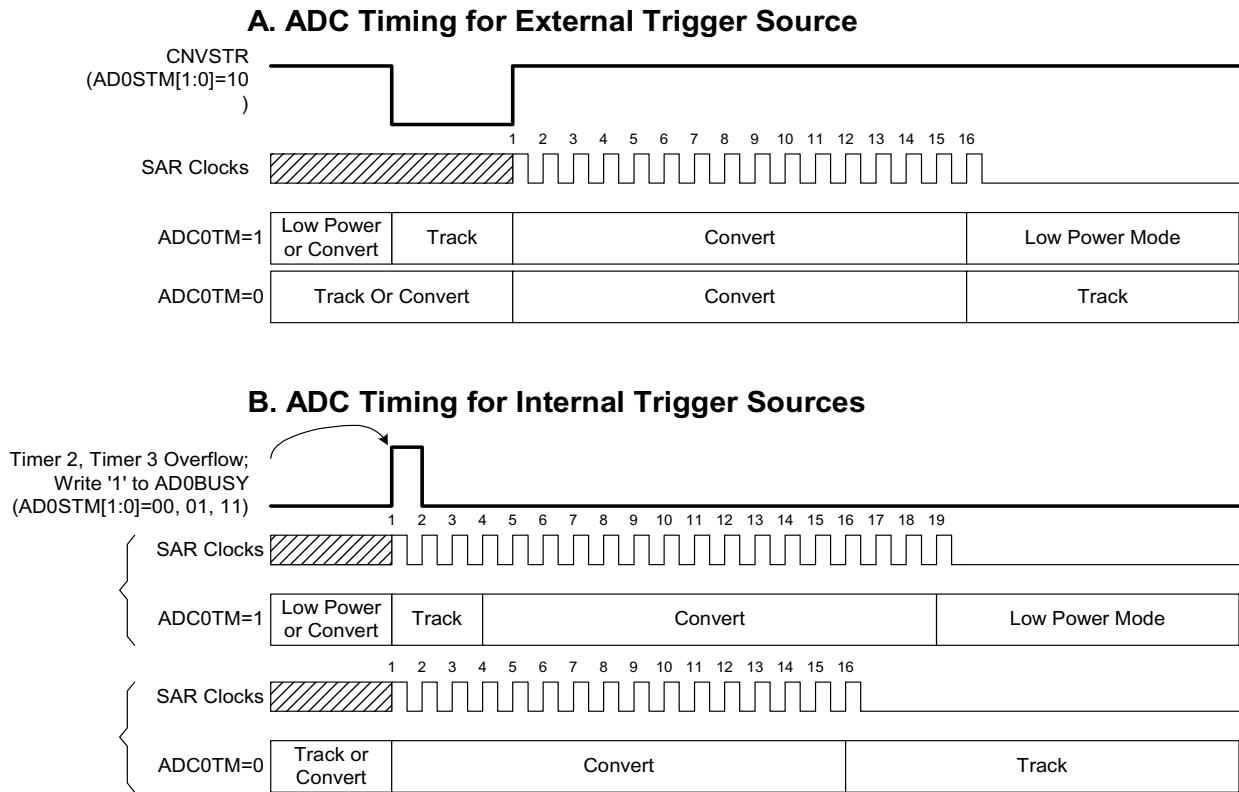 A. ADC Timing for External Trigger Source
CNVSTR
(AD0STM[1:0]=10
)
1 2 3 4 5 6 7 8 9 10 11 12 13 14 15 16
SAR Clocks
ADC0TM=1
Low Power
or Convert
Track
Convert
Low Power Mode
ADC0TM=0
Track Or Convert
Convert
Track
B. ADC Timing for Internal Trigger Sources
Timer 2, Timer 3 Overflow;
Write '1' to AD0BUSY
(AD0STM[1:0]=00, 01, 11)
1 2 3 4 5 6 7 8 9 10 11 12 13 14 15 16 17 18 19
SAR Clocks
ADC0TM=1
Low Power
or Convert
Track
Convert
Low Power Mode
1 2 3 4 5 6 7 8 9 10 11 12 13 14 15 16
SAR Clocks
ADC0TM=0
Track or
Convert
Convert
Track